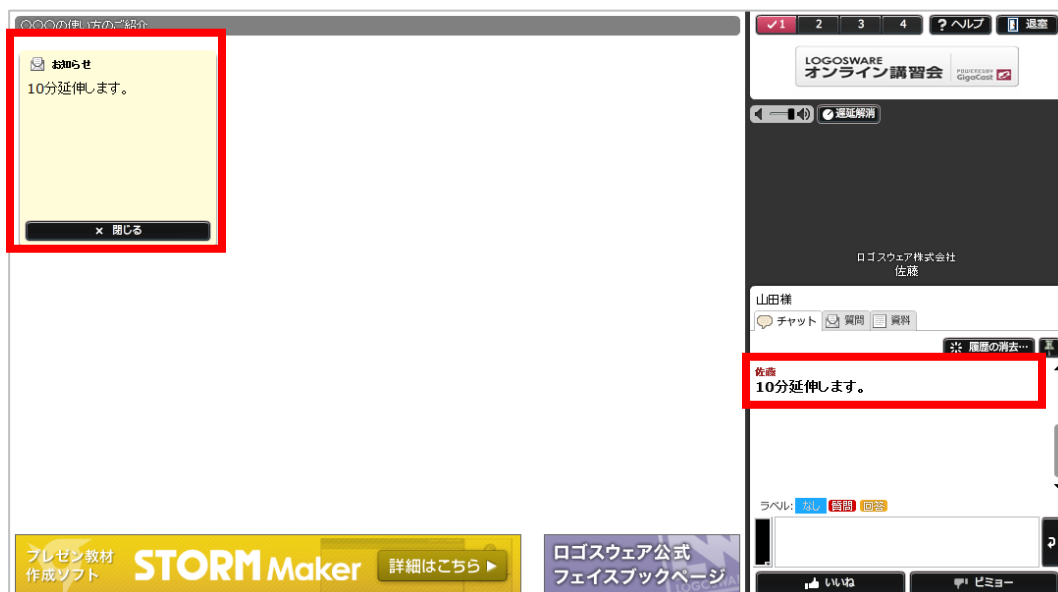 〇〇〇の使い方のご紹介
お知らせ
10分延伸します。
× 閉じる
プレゼン教材
作成ソフト
STORM Maker
詳細はこちら
ロゴスウェア公式
フェイスブックページ
1 2 3 4 ? ヘルプ 退室
LOGOSWARE
オンライン講習会
POWERED BY
GigaCast
遅延解消
ロゴスウェア株式会社
佐藤
山田様
チャット 質問 資料
履歴の消去…
佐藤
10分延伸します。
ラベル: なし 質問 回答
いいね ビミョー